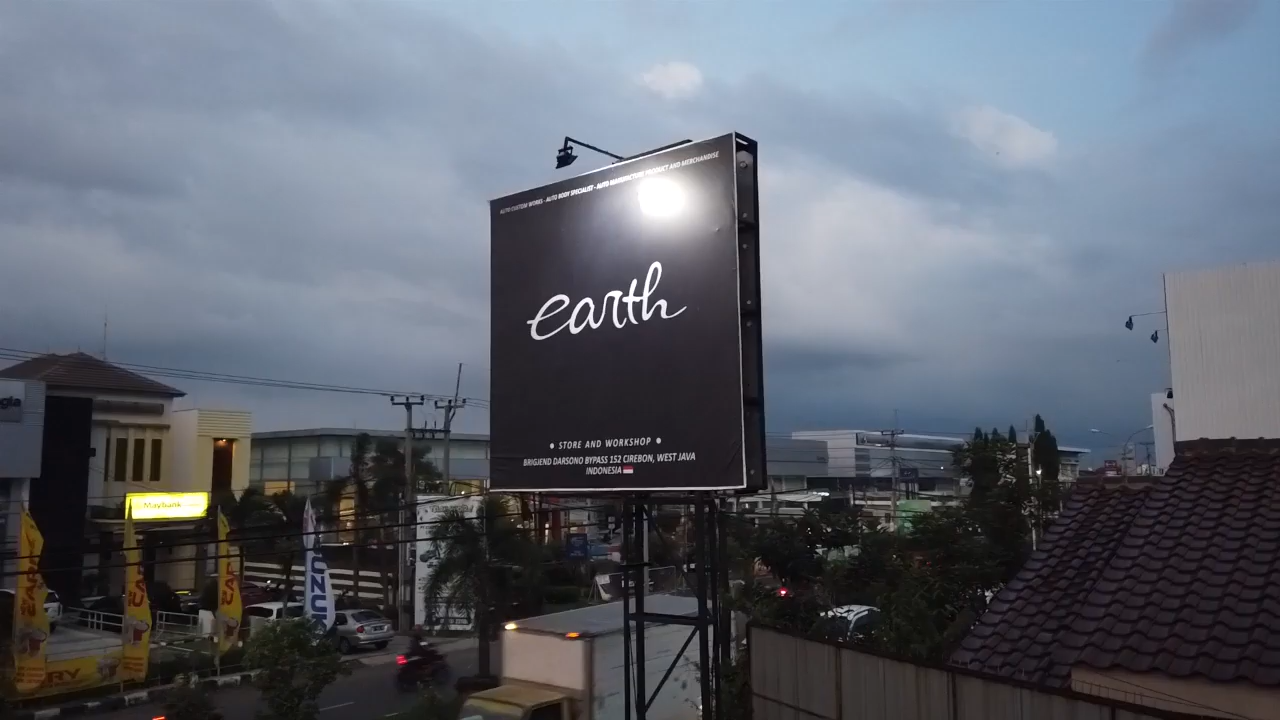 AUTO CUSTOM WORKS - AUTO BODY SPECIALIST - AUTO MANUFACTURE PRODUCT AND MERCHANDISE
earth
• STORE AND WORKSHOP •
BRIGJEND DARSONO BYPASS 152 CIREBON, WEST JAVA
INDONESIA
Maybank
SUZUKI